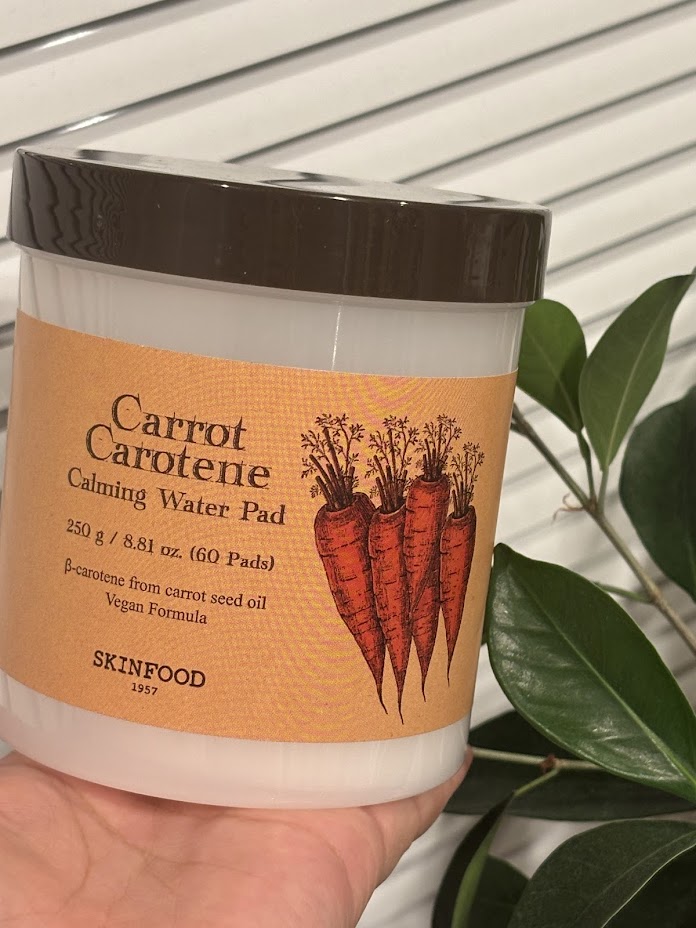 Carrot
Carotene
Calming Water Pad
250 g / 8.81 oz. (60 Pads)
β-carotene from carrot seed oil
Vegan Formula
SKINFOOD
1957